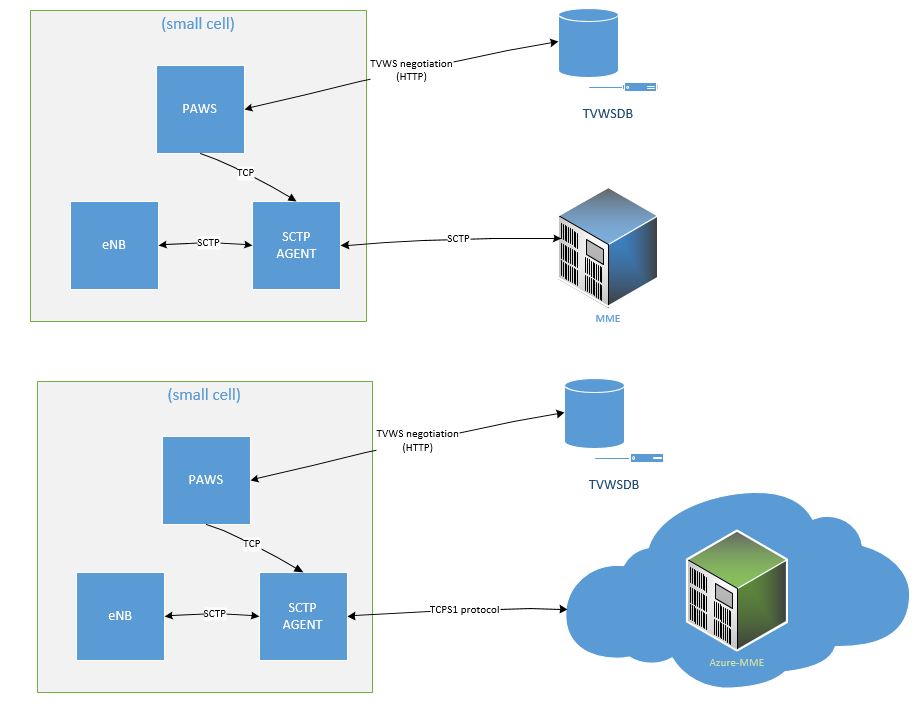 (small cell)
TVWS negotiation
(HTTP)
PAWS
TVWSDB
TCP
eNB
SCTP
SCTP
AGENT
SCTP
MME
(small cell)
TVWS negotiation
(HTTP)
PAWS
TVWSDB
TCP
eNB
SCTP
SCTP
AGENT
TCPS1 protocol
Azure-MME